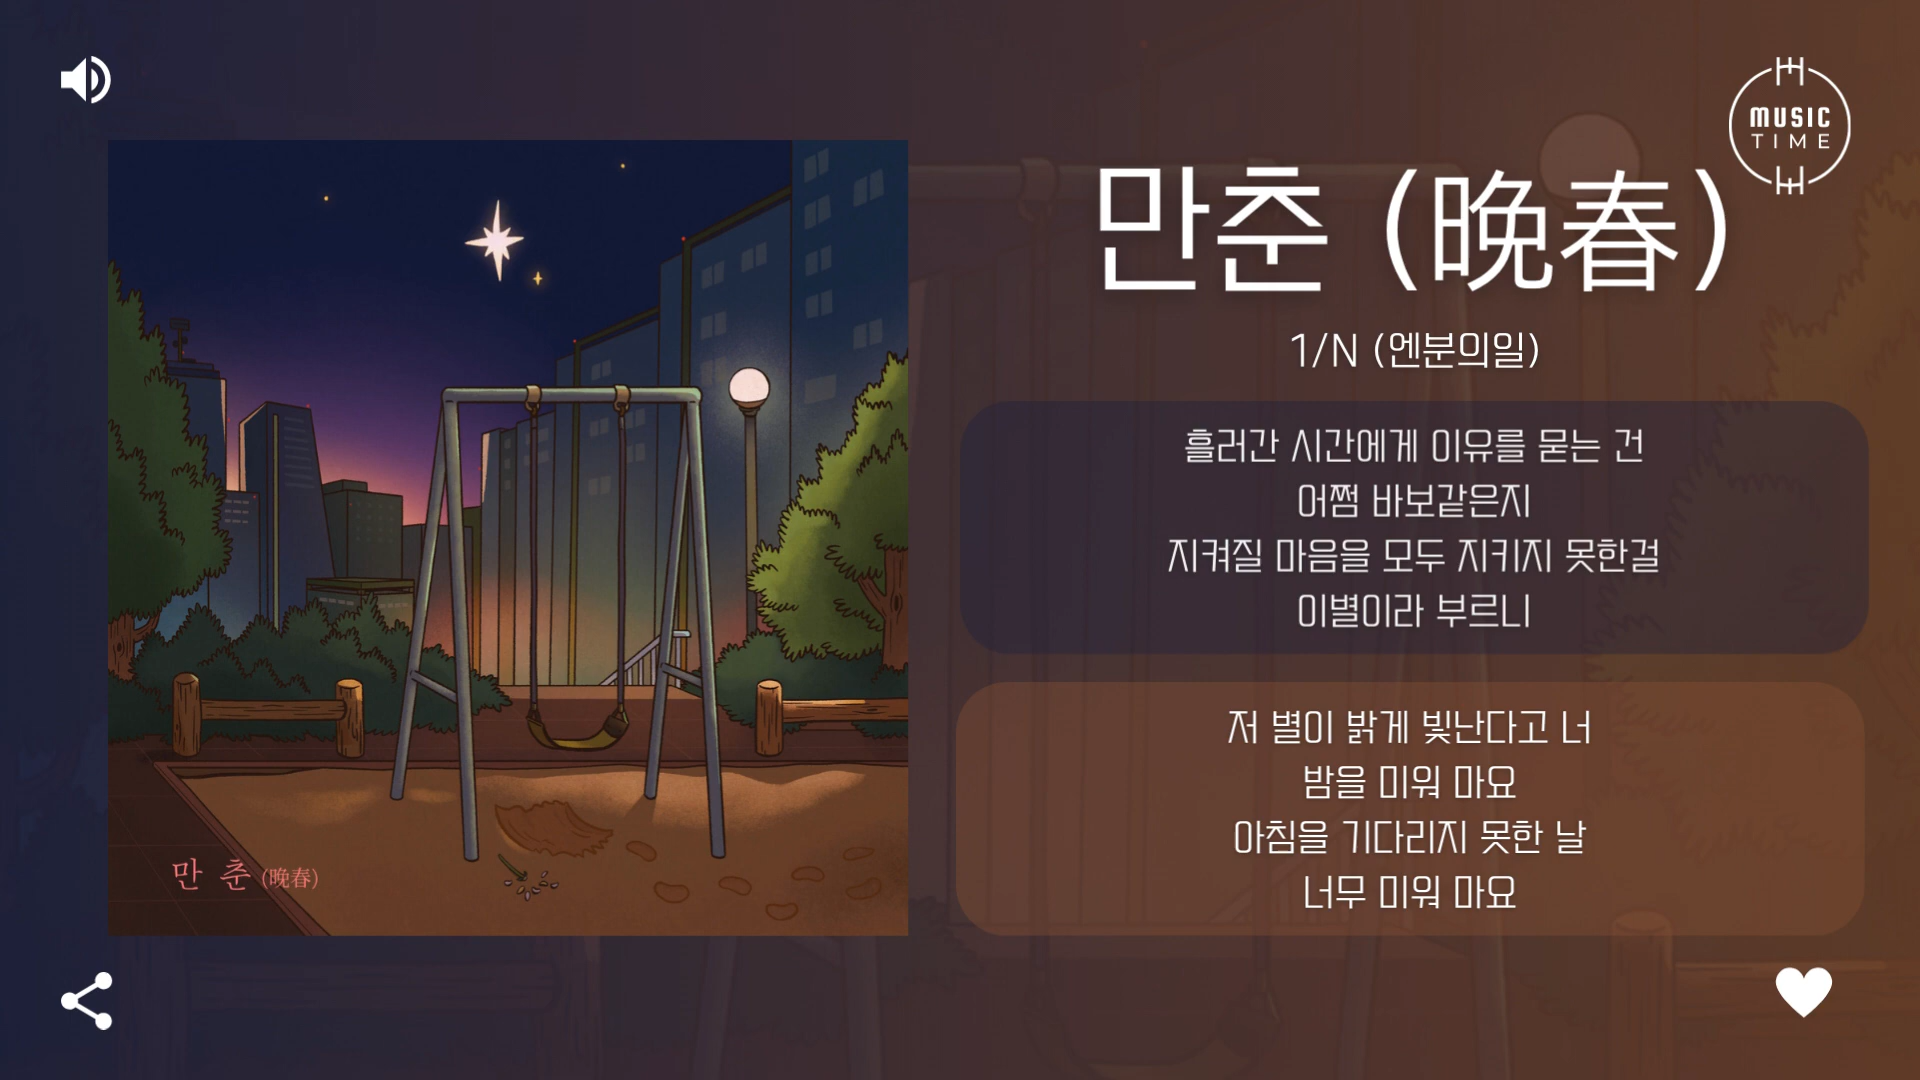 MUSIC
TIME
만춘 (晩春)
1/N (엔분의일)
흘러간 시간에게 이유를 묻는 건
어쩜 바보같은지
지켜질 마음을 모두 지키지 못한걸
이별이라 부르니
저 별이 밝게 빛난다고 너
밤을 미워 마요
아침을 기다리지 못한 날
너무 미워 마요
만 춘 (晩春)